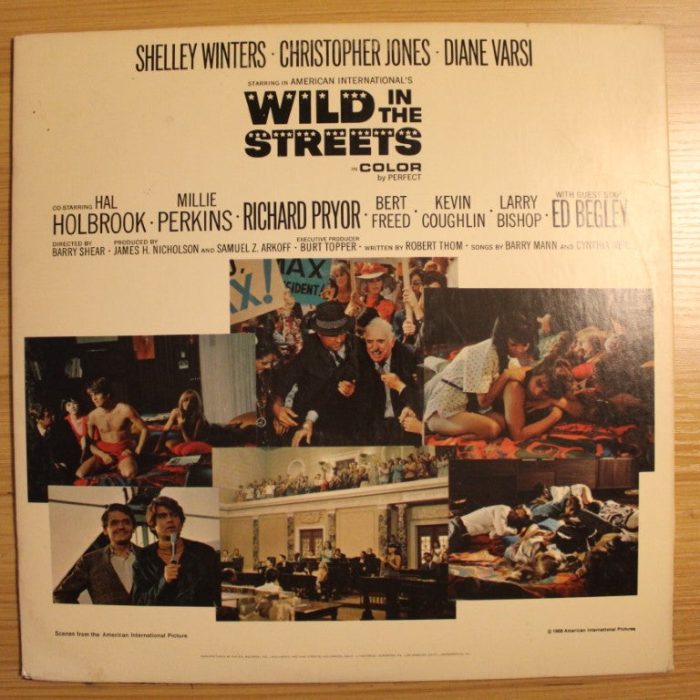 SHELLEY WINTERS · CHRISTOPHER JONES · DIANE VARSI
STARRING IN AMERICAN INTERNATIONAL'S
WILD IN THE
STREETS
IN COLOR
by PERFECT
CO-STARRING HAL HOLBROOK · MILLIE PERKINS · RICHARD PRYOR · BERT FREED · KEVIN COUGHLIN · LARRY BISHOP · WITH GUEST STAR ED BEGLEY
DIRECTED BY BARRY SHEAR · PRODUCED BY JAMES H. NICHOLSON AND SAMUEL Z. ARKOFF · EXECUTIVE PRODUCER BURT TOPPER · WRITTEN BY ROBERT THOM · SONGS BY BARRY MANN AND CYNTHIA
MAX
X!
SIDENT!
Scenes from the American International Picture
© 1968 American International Pictures